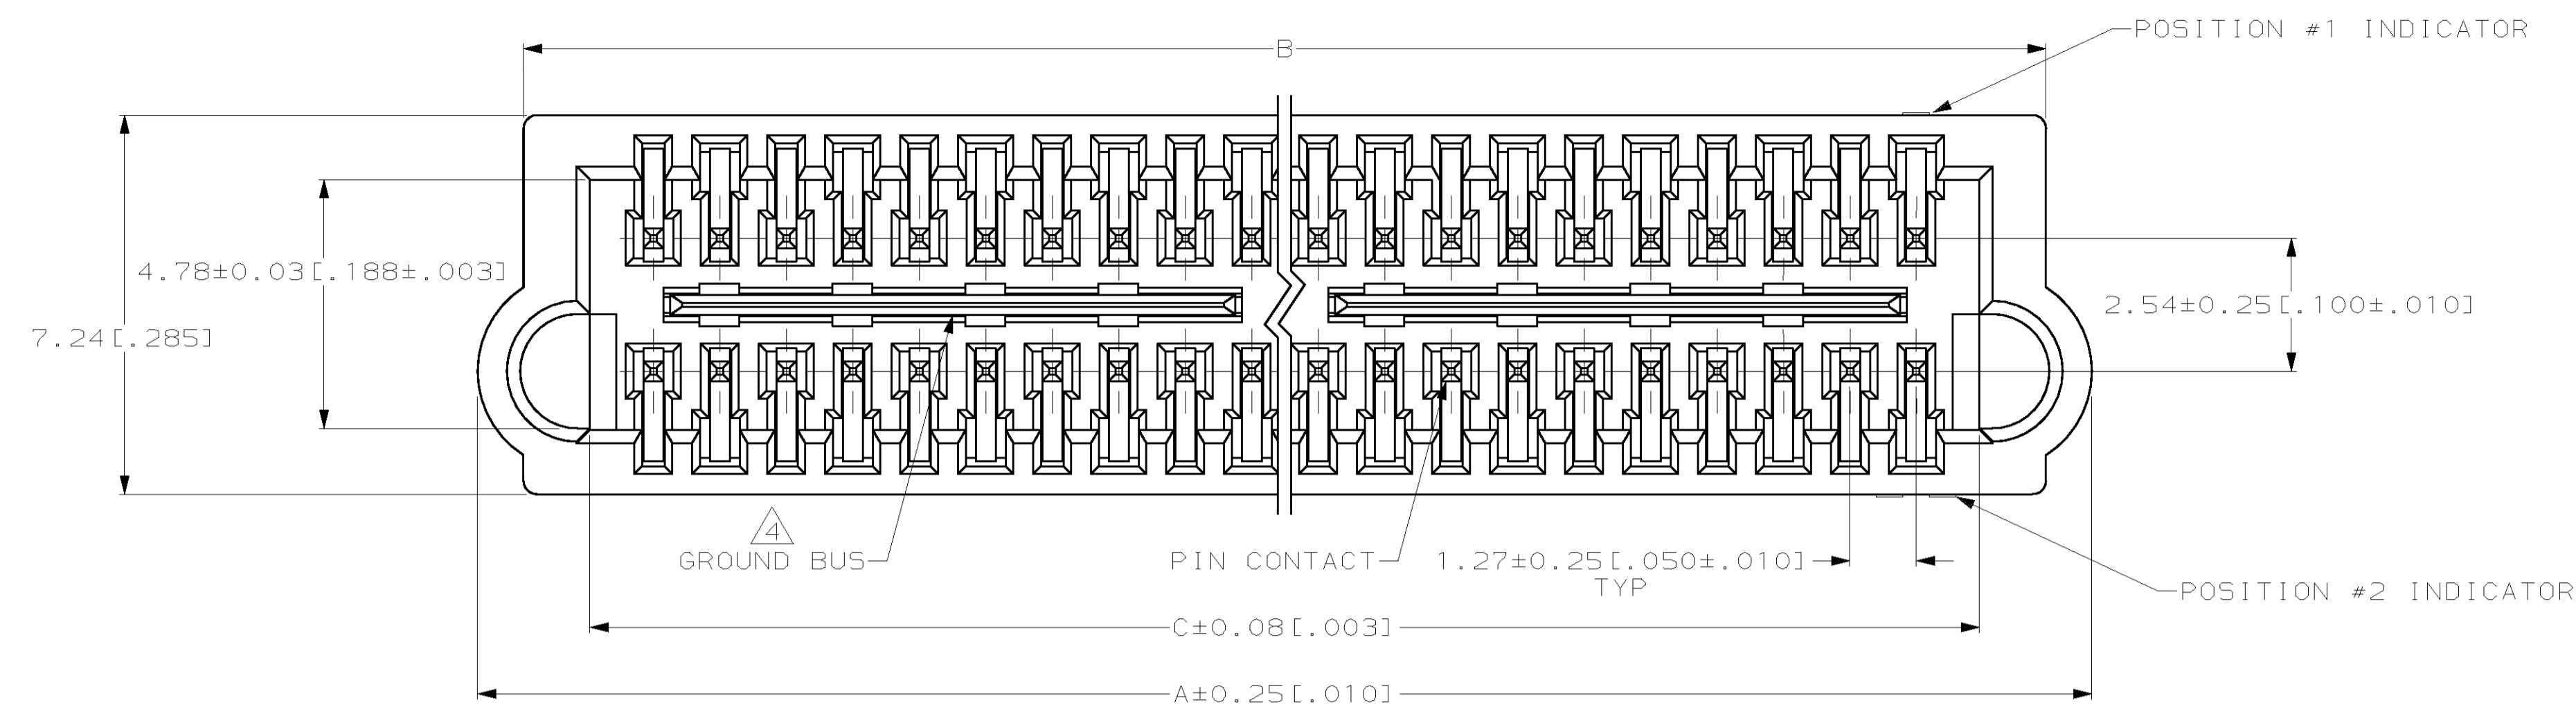 POSITION #1 INDICATOR
B
4.78±0.03[.188±.003]
2.54±0.25[.100±.010]
7.24[.285]
4
GROUND BUS
PIN CONTACT
1.27±0.25[.050±.010]
TYP
POSITION #2 INDICATOR
C±0.08[.003]
A±0.25[.010]